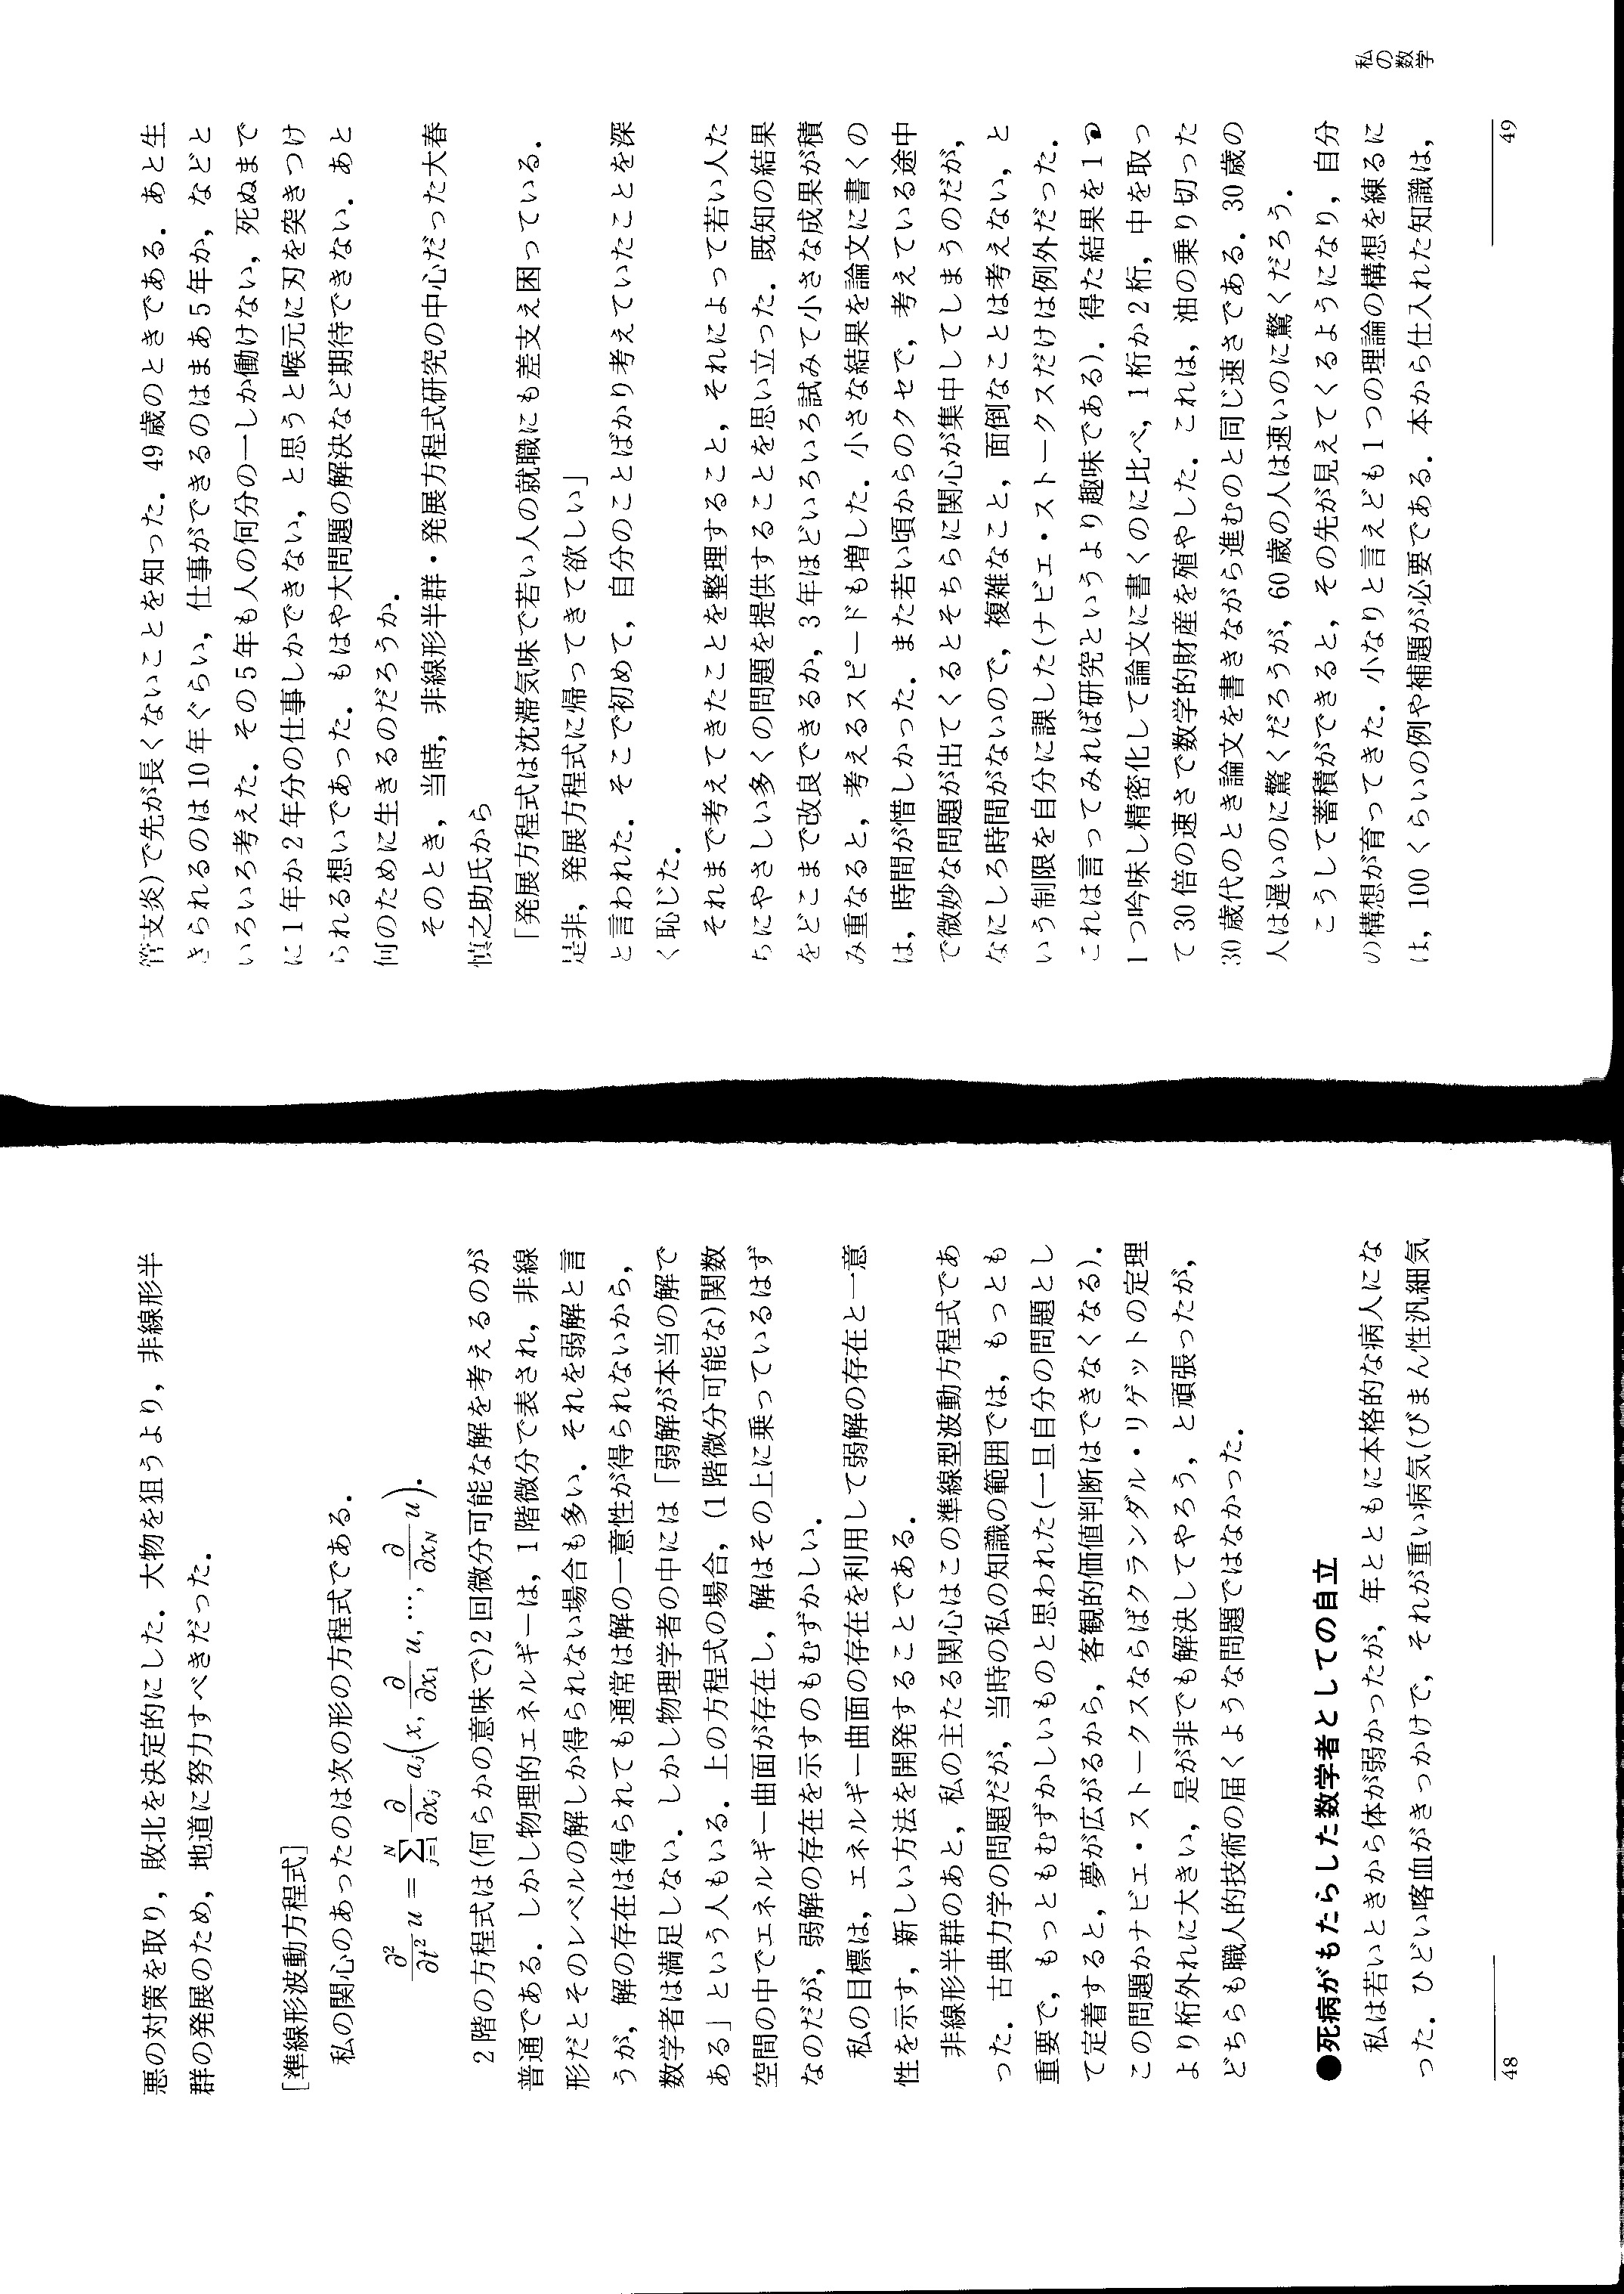 悪の対策を取り，敗北を決定的にした．大物を狙うより，非線形半
群の発展のため，地道に努力すべきだった．
［準線形波動方程式］
私の関心のあったのは次の形の方程式である．
∂²/∂t² u = Σ_{j=1}^{N} ∂/∂x_j a_j(x, ∂/∂x_1 u, …, ∂/∂x_N u).
2階の方程式は(何らかの意味で)2回微分可能な解を考えるのが
普通である．しかし物理的エネルギーは，1階微分で表され，非線
形だとそのレベルの解しか得られない場合も多い．それを弱解と言
うが，解の存在は得られても通常は解の一意性が得られないから，
数学者は満足しない．しかし物理学者の中には「弱解が本当の解で
ある」という人もいる．上の方程式の場合，(1階微分可能な)関数
空間の中でエネルギー曲面が存在し，解はその上に乗っているはず
なのだが，弱解の存在を示すのもむずかしい．
私の目標は，エネルギー曲面の存在を利用して弱解の存在と一意
性を示す，新しい方法を開発することである．
非線形半群のあと，私の主たる関心はこの準線型波動方程式であ
った．古典力学の問題だが，当時の私の知識の範囲では，もっとも
重要で，もっともむずかしいものと思われた(一旦自分の問題とし
て定着すると，夢が広がるから，客観的価値判断はできなくなる)．
この問題かナビエ・ストークスならばクランダル・リゲットの定理
より桁外れに大きい，是が非でも解決してやろう，と頑張ったが，
どちらも職人的技術の届くような問題ではなかった．
●死病がもたらした数学者としての自立
私は若いときから体が弱かったが，年とともに本格的な病人にな
った．ひどい喀血がきっかけで，それが重い病気(びまん性汎細気
48
管支炎)で先が長くないことを知った．49歳のときである．あと生
きられるのは10年ぐらい，仕事ができるのはまあ5年か，などと
いろいろ考えた．その5年も人の何分の一しか働けない，死ぬまで
に1年か2年分の仕事しかできない，と思うと喉元に刃を突きつけ
られる想いであった．もはや大問題の解決など期待できない．あと
何のために生きるのだろうか．
そのとき，当時，非線形半群・発展方程式研究の中心だった大春
慎之助氏から
「発展方程式は沈滞気味で若い人の就職にも差支え困っている．
是非，発展方程式に帰ってきて欲しい」
と言われた．そこで初めて，自分のことばかり考えていたことを深
く恥じた．
それまで考えてきたことを整理すること，それによって若い人た
ちにやさしい多くの問題を提供することを思い立った．既知の結果
をどこまで改良できるか，3年ほどいろいろ試みて小さな成果が積
み重なると，考えるスピードも増した．小さな結果を論文に書くの
は，時間が惜しかった．また若い頃からのクセで，考えている途中
で微妙な問題が出てくるとそちらに関心が集中してしまうのだが，
なにしろ時間がないので，複雑なこと，面倒なことは考えない，と
いう制限を自分に課した(ナビエ・ストークスだけは例外だった．
これは言ってみれば研究というより趣味である)．得た結果を1つ
1つ吟味し精密化して論文に書くのに比べ，1桁か2桁，中を取っ
て30倍の速さで数学的財産を殖やした．これは，油の乗り切った
30歳代のとき論文を書きながら進むのと同じ速さである．30歳の
人は遅いのに驚くだろうが，60歳の人は速いのに驚くだろう．
こうして蓄積ができると，その先が見えてくるようになり，自分
の構想が育ってきた．小なりと言えども1つの理論の構想を練るに
は，100くらいの例や補題が必要である．本から仕入れた知識は，
私の数学
49